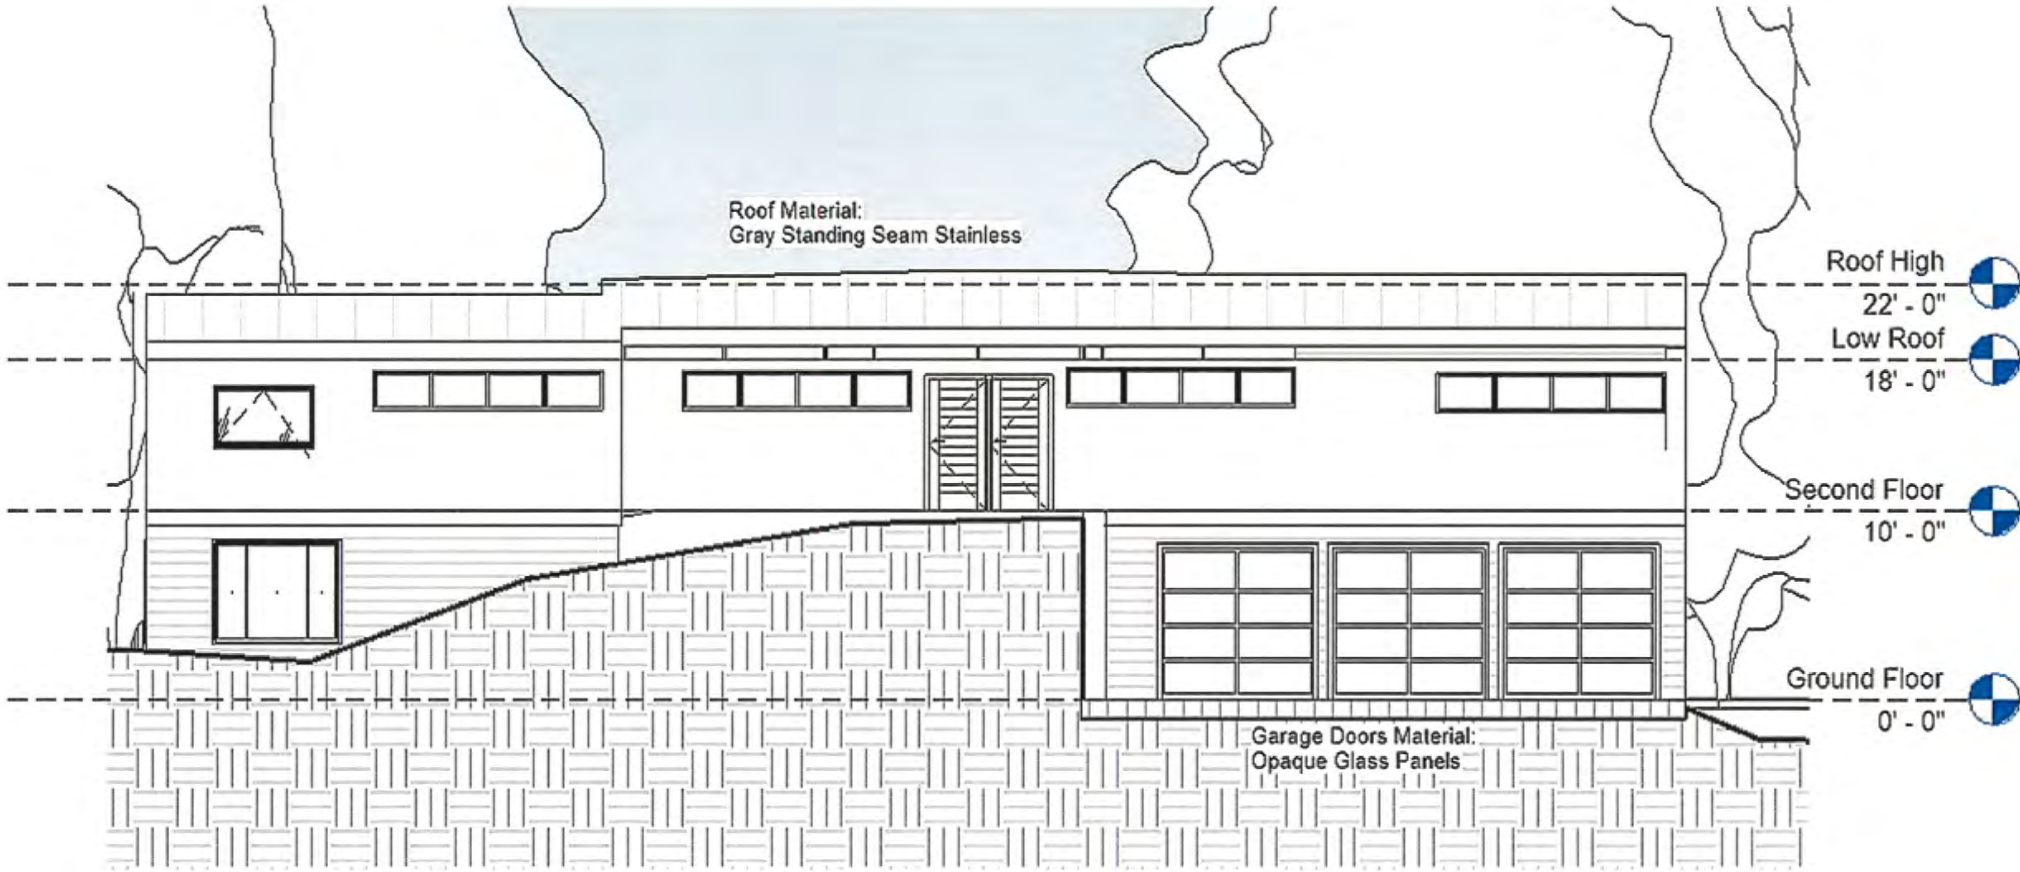 Roof Material:
Gray Standing Seam Stainless
Roof High
22' - 0"
Low Roof
18' - 0"
Second Floor
10' - 0"
Ground Floor
0' - 0"
Garage Doors Material:
Opaque Glass Panels